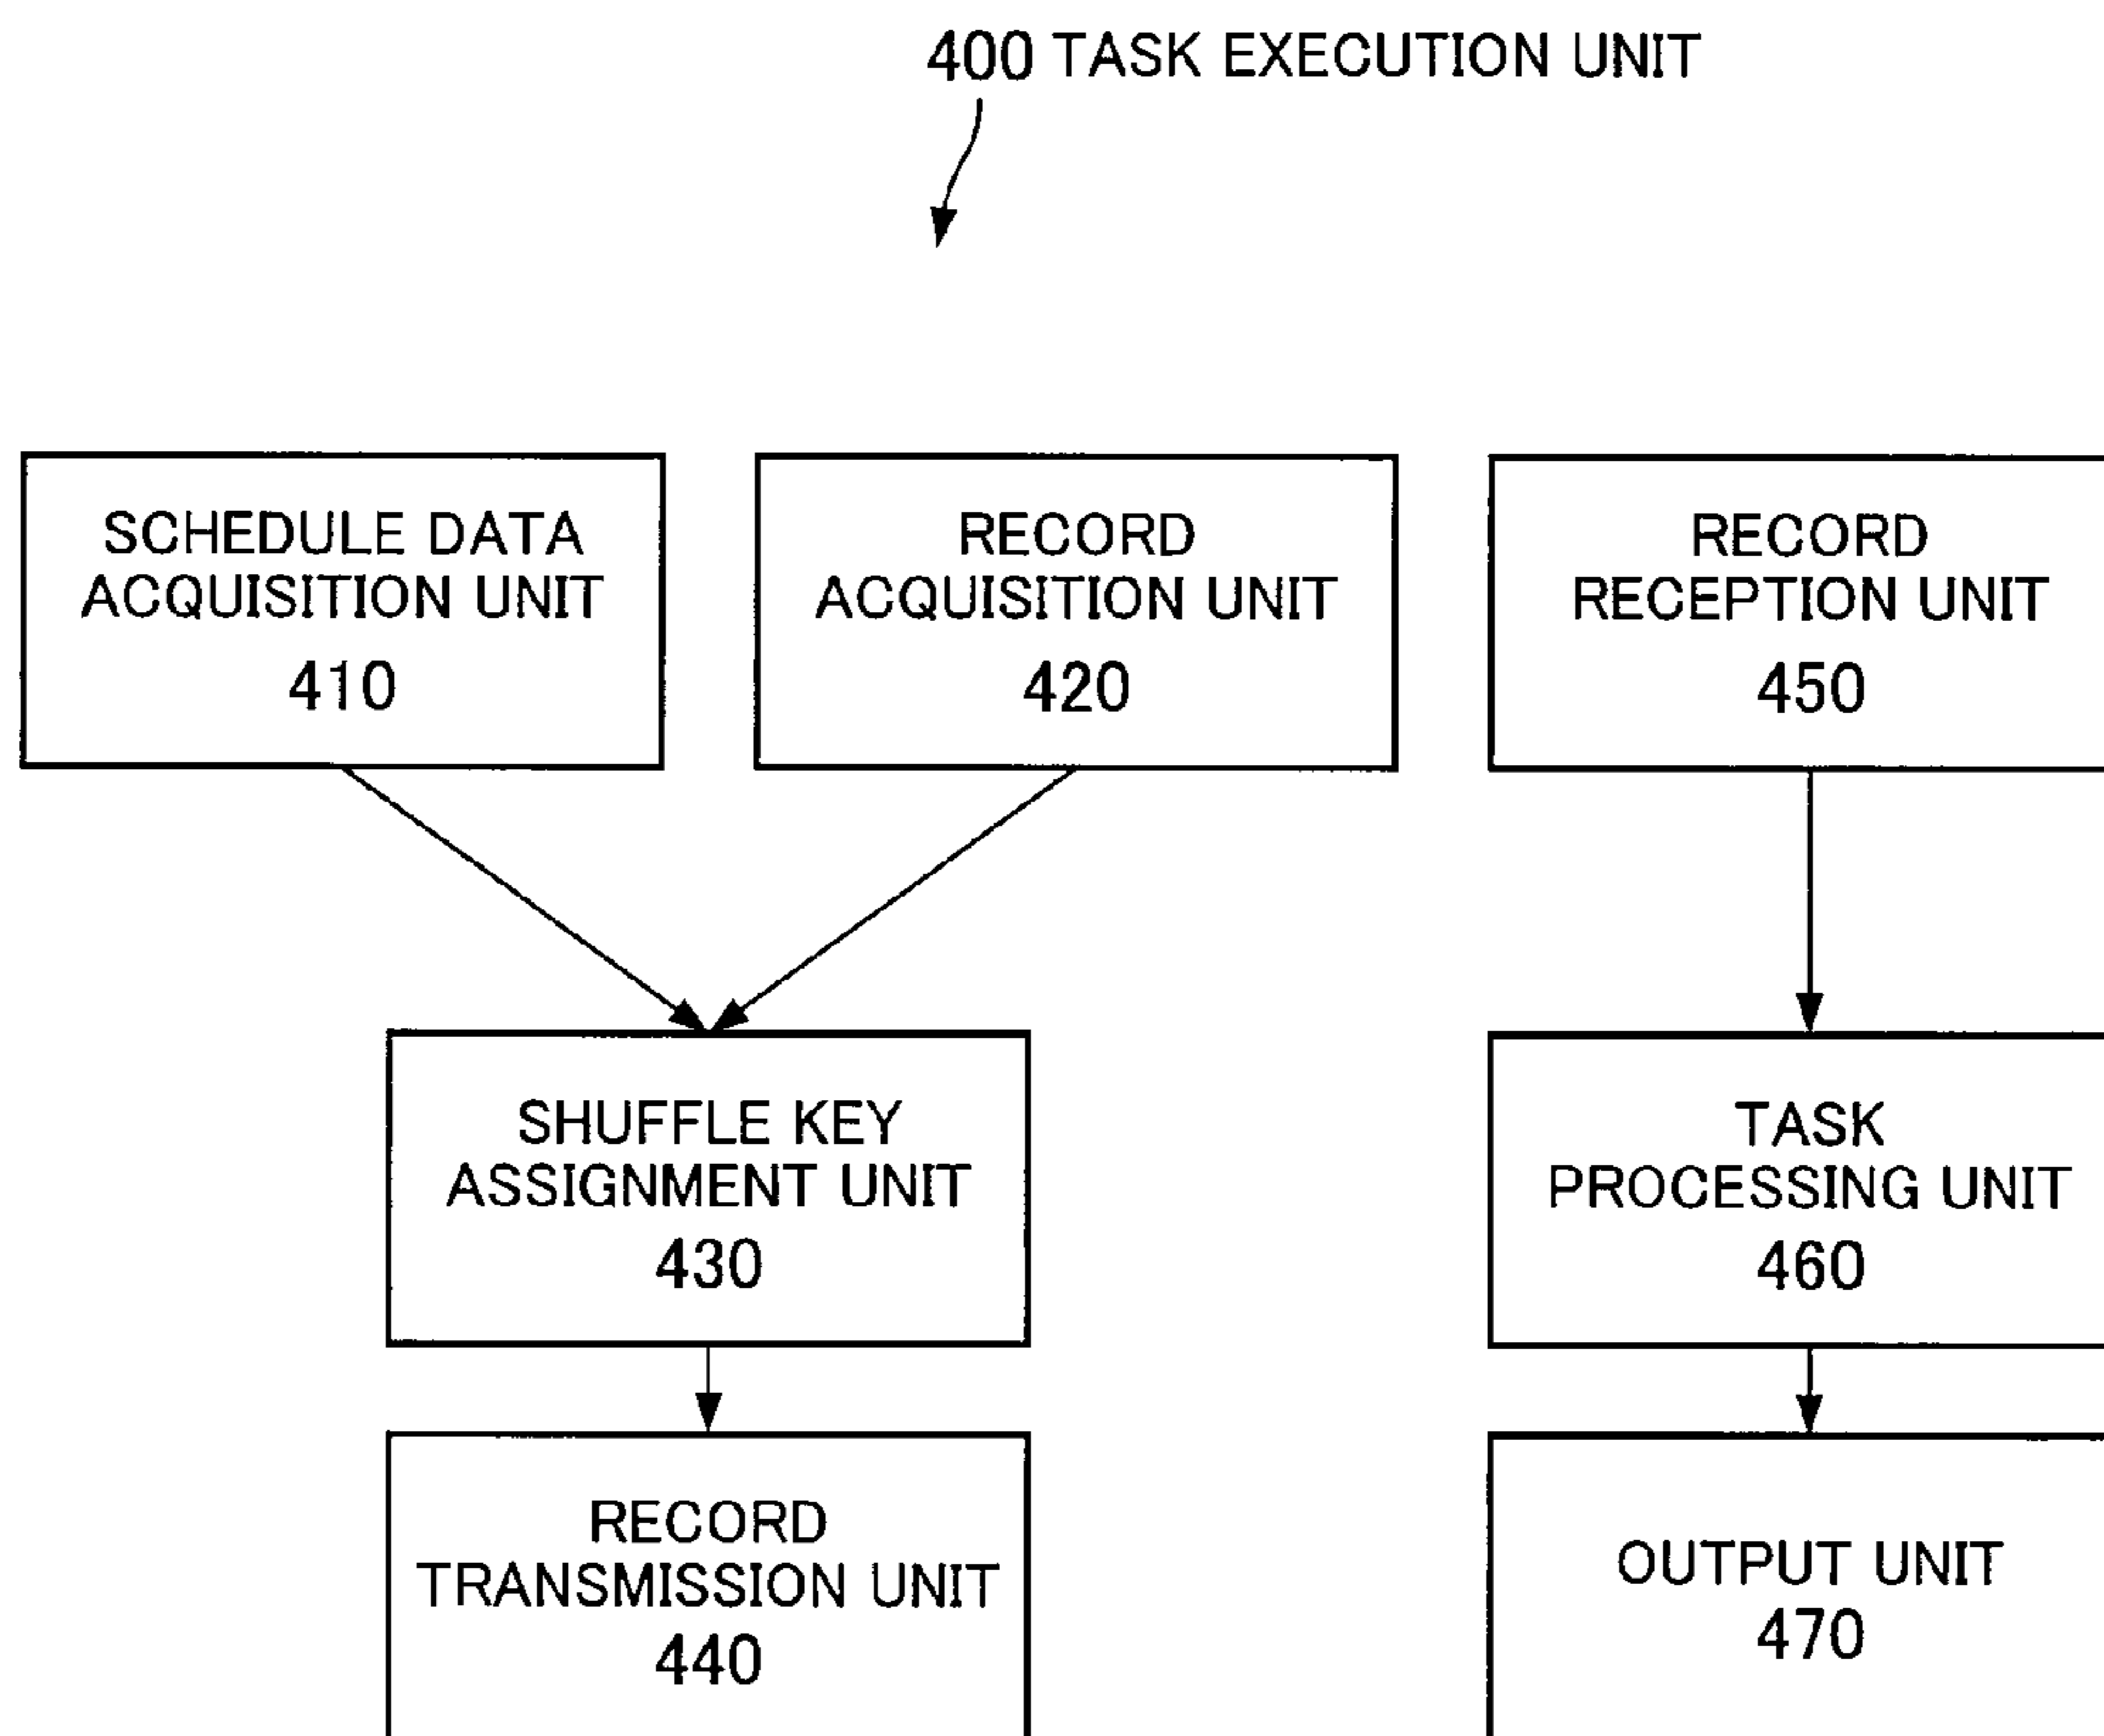 400 TASK EXECUTION UNIT
SCHEDULE DATA
ACQUISITION UNIT
410
RECORD
ACQUISITION UNIT
420
RECORD
RECEPTION UNIT
450
SHUFFLE KEY
ASSIGNMENT UNIT
430
TASK
PROCESSING UNIT
460
RECORD
TRANSMISSION UNIT
440
OUTPUT UNIT
470